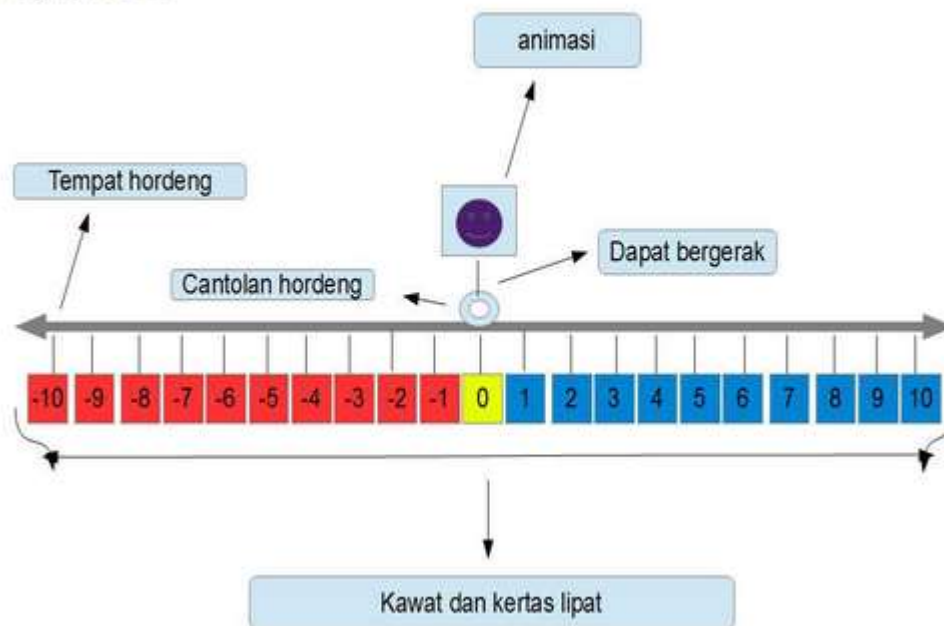 animasi
Tempat hordeng
Dapat bergerak
Cantolan hordeng
-10 -9 -8 -7 -6 -5 -4 -3 -2 -1 0 1 2 3 4 5 6 7 8 9 10
Kawat dan kertas lipat